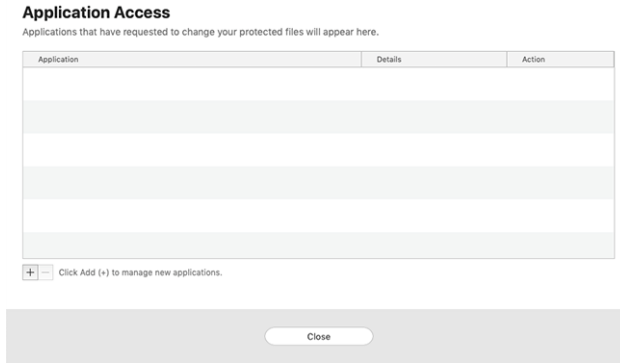 Application Access
Applications that have requested to change your protected files will appear here.
Application Details Action
+ − Click Add (+) to manage new applications.
Close